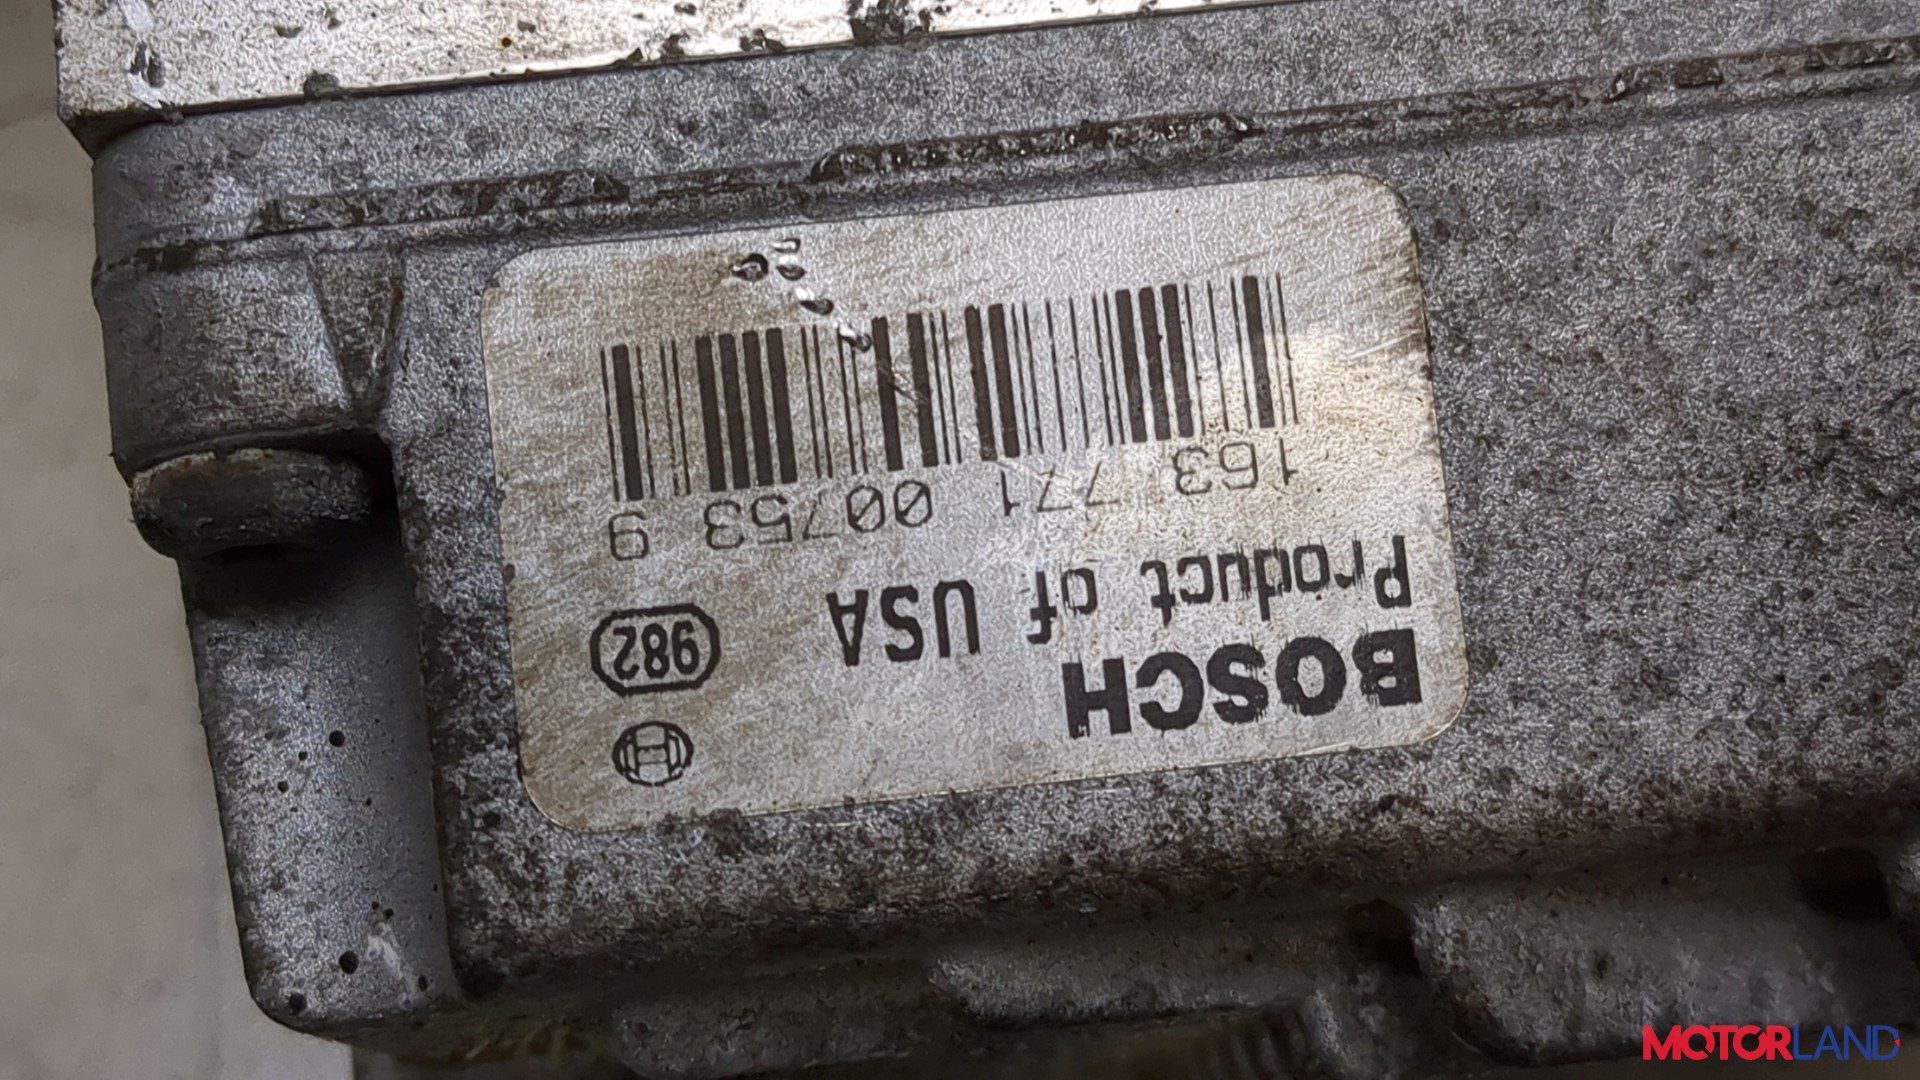 BOSCH
Product of USA
982
163 771 00753 9
MOTORLAND